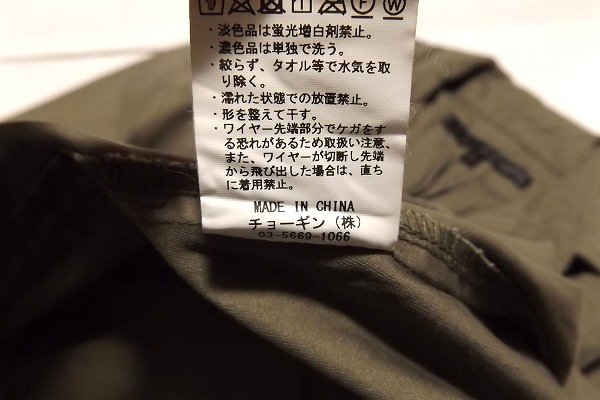 ・淡色品は蛍光増白剤禁止。
・濃色品は単独で洗う。
・絞らず、タオル等で水気を取
り除く。
・濡れた状態での放置禁止。
・形を整えて干す。
・ワイヤー先端部分でケガをす
る恐れがあるため取扱い注意、
また、ワイヤーが切断し先端
から飛び出した場合は、直ち
に着用禁止。
MADE IN CHINA
チョーギン(株)
03-5669-1066